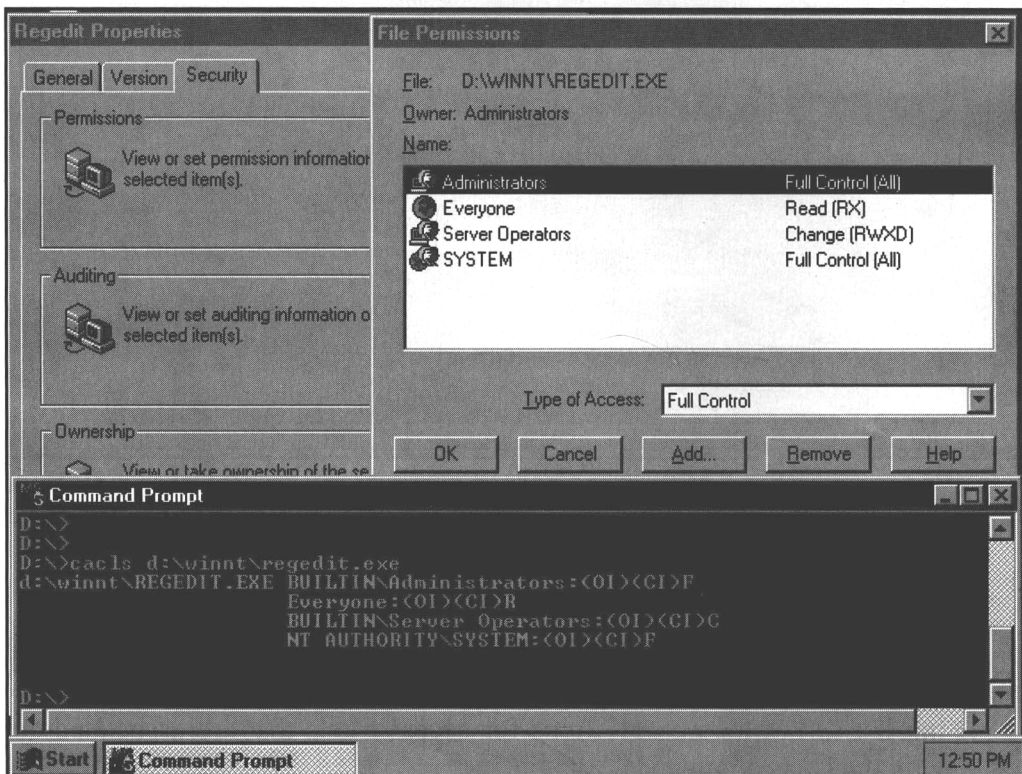 Regedit Properties
General Version Security
Permissions
View or set permission information
selected item(s).
Auditing
View or set auditing information o
selected item(s).
Ownership
View or take ownership of the se
File Permissions
File: D:\WINNT\REGEDIT.EXE
Owner: Administrators
Name:
Administrators Full Control (All)
Everyone Read (RX)
Server Operators Change (RWXD)
SYSTEM Full Control (All)
Type of Access: Full Control
OK Cancel Add... Remove Help
Command Prompt
D:\>
D:\>
D:\>cacls d:\winnt\regedit.exe
d:\winnt\REGEDIT.EXE BUILTIN\Administrators:(OI)(CI)F
Everyone:(OI)(CI)R
BUILTIN\Server Operators:(OI)(CI)C
NT AUTHORITY\SYSTEM:(OI)(CI)F
D:\>
Start Command Prompt 12:50 PM